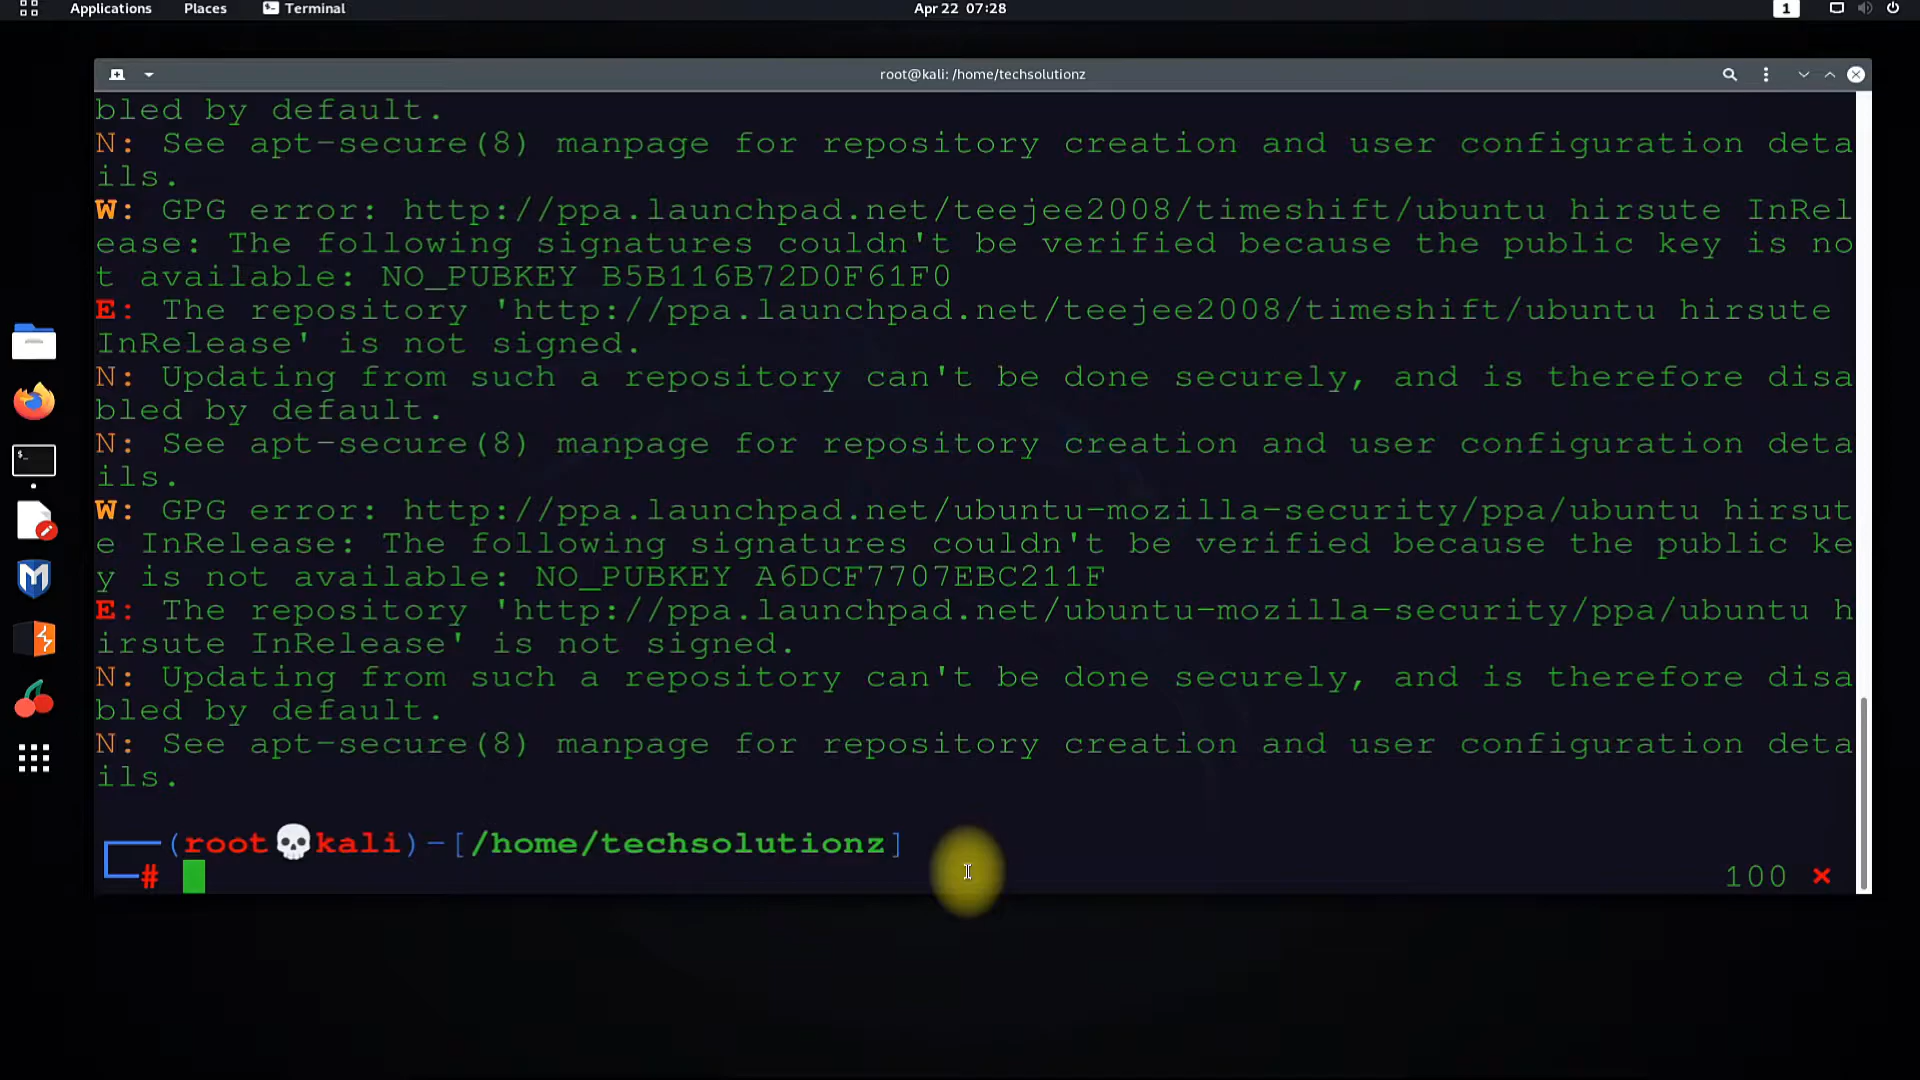 Applications Places Terminal Apr 22 07:28 1
root@kali: /home/techsolutionz
bled by default.
N: See apt-secure(8) manpage for repository creation and user configuration deta
ils.
W: GPG error: http://ppa.launchpad.net/teejee2008/timeshift/ubuntu hirsute InRel
ease: The following signatures couldn't be verified because the public key is no
t available: NO_PUBKEY B5B116B72D0F61F0
E: The repository 'http://ppa.launchpad.net/teejee2008/timeshift/ubuntu hirsute
InRelease' is not signed.
N: Updating from such a repository can't be done securely, and is therefore disa
bled by default.
N: See apt-secure(8) manpage for repository creation and user configuration deta
ils.
W: GPG error: http://ppa.launchpad.net/ubuntu-mozilla-security/ppa/ubuntu hirsut
e InRelease: The following signatures couldn't be verified because the public ke
y is not available: NO_PUBKEY A6DCF7707EBC211F
E: The repository 'http://ppa.launchpad.net/ubuntu-mozilla-security/ppa/ubuntu h
irsute InRelease' is not signed.
N: Updating from such a repository can't be done securely, and is therefore disa
bled by default.
N: See apt-secure(8) manpage for repository creation and user configuration deta
ils.
(root💀kali)-[/home/techsolutionz]
# 100 ×